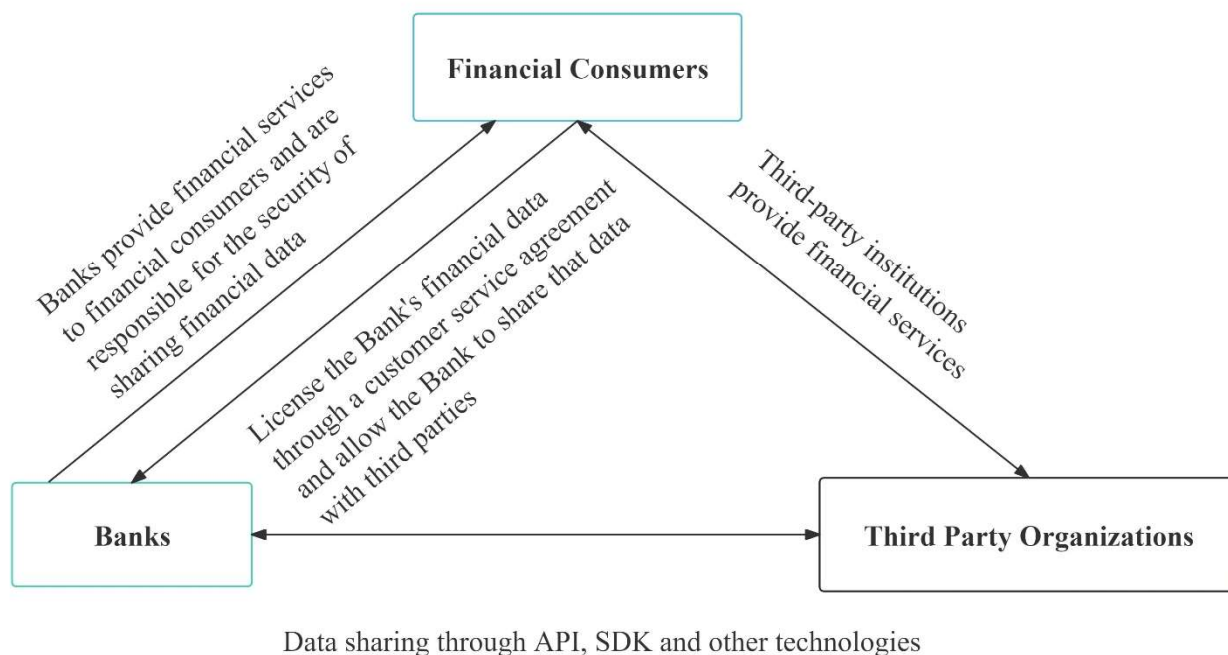 Financial Consumers
Banks provide financial services
to financial consumers and are
responsible for the security of
sharing financial data
License the Bank's financial data
through a customer service agreement
and allow the Bank to share that data
with third parties
Third-party institutions
provide financial services
Banks
Third Party Organizations
Data sharing through API, SDK and other technologies